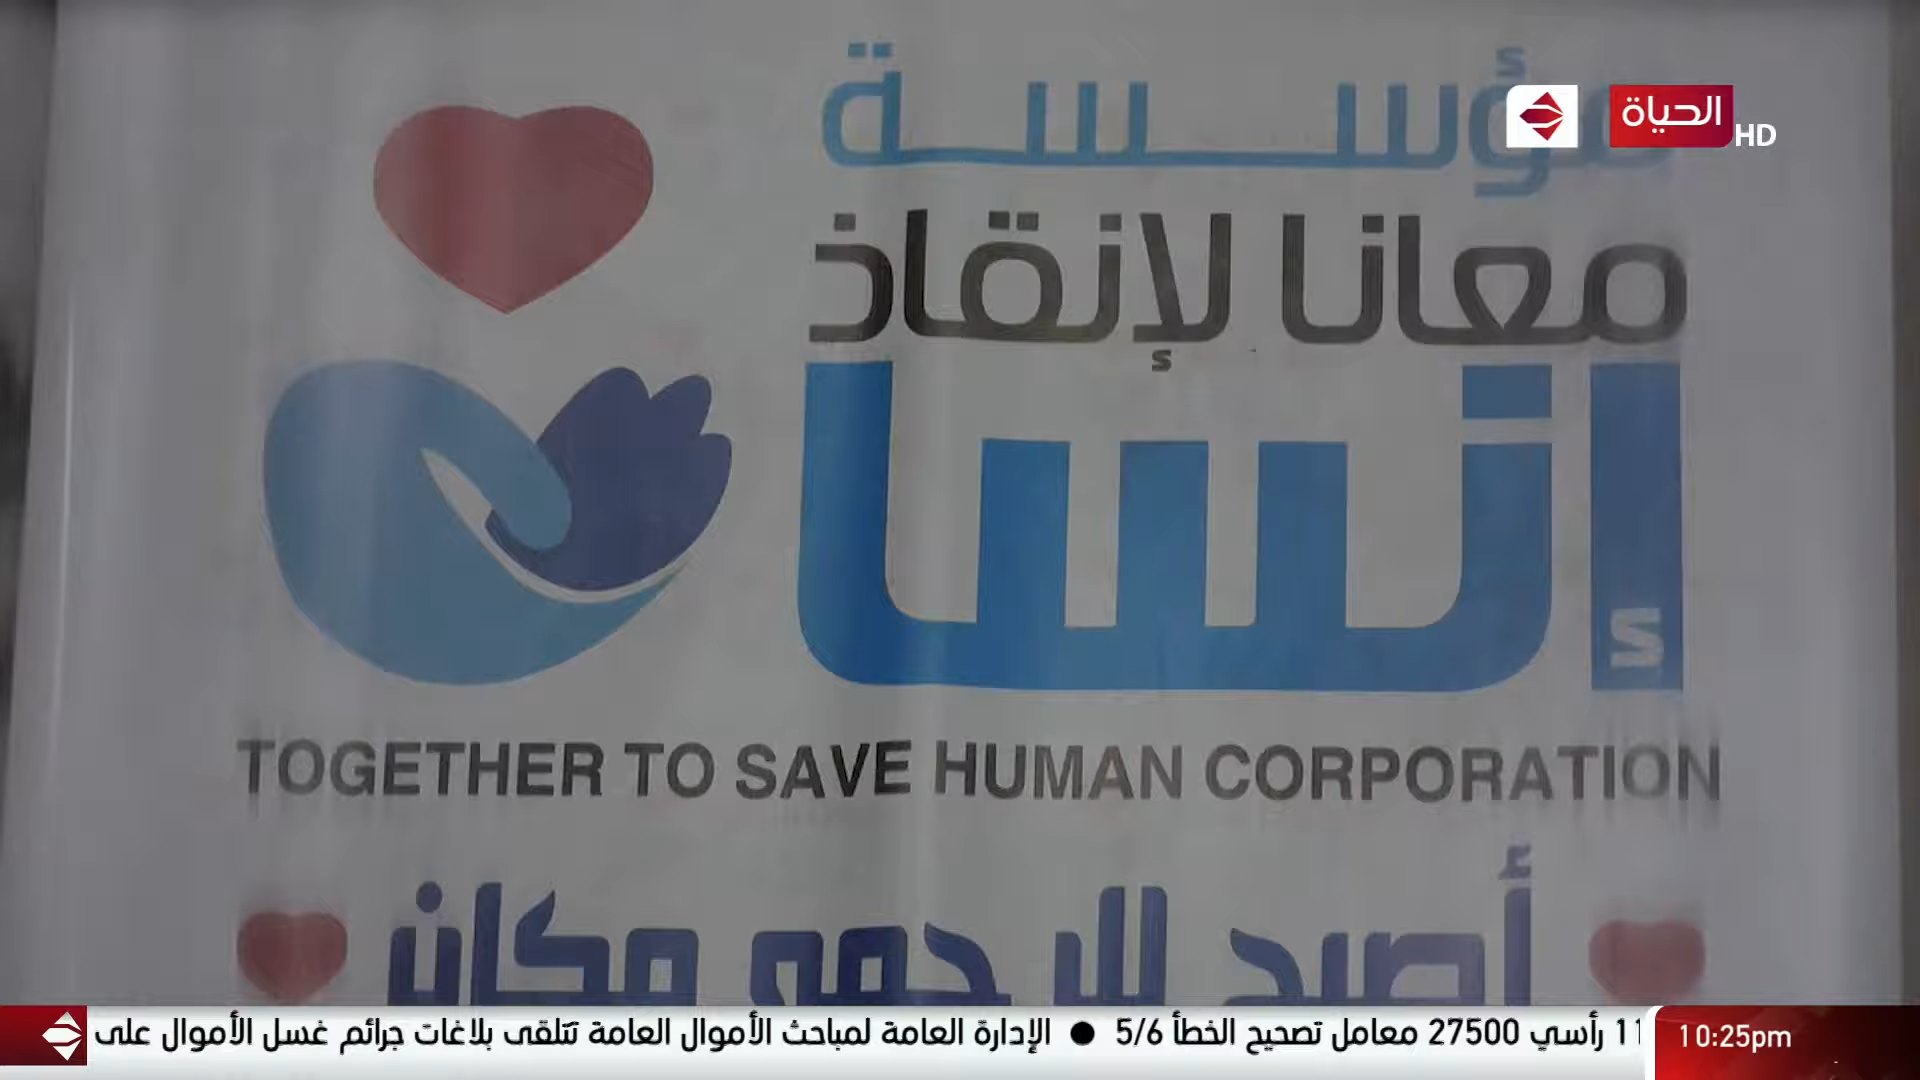 مؤسسة
الحياة
HD
معانا لإنقاذ
إنسان
TOGETHER TO SAVE HUMAN CORPORATION
أصبح للرحمه مكان
11 رأسي 27500 معامل تصحيح الخطأ 5/6 ● الإدارة العامة لمباحث الأموال العامة تتلقى بلاغات جرائم غسل الأموال على
10:25pm